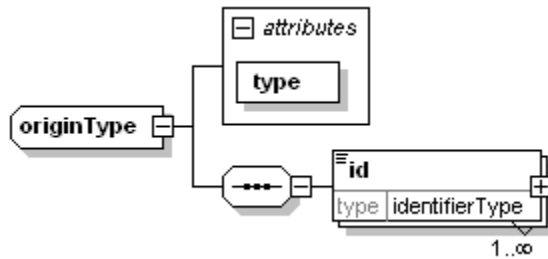 attributes
type
originType
id
type identifierType
1..∞